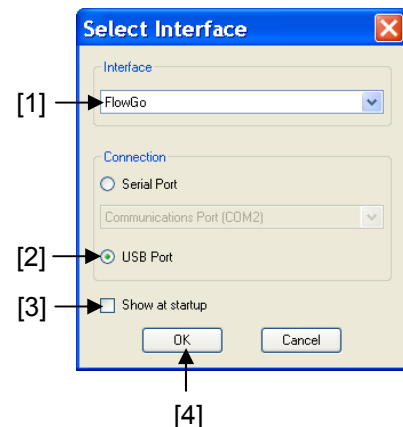 Select Interface
Interface
[1]
FlowGo
Connection
Serial Port
Communications Port (COM2)
[2]
USB Port
[3]
Show at startup
OK
Cancel
[4]